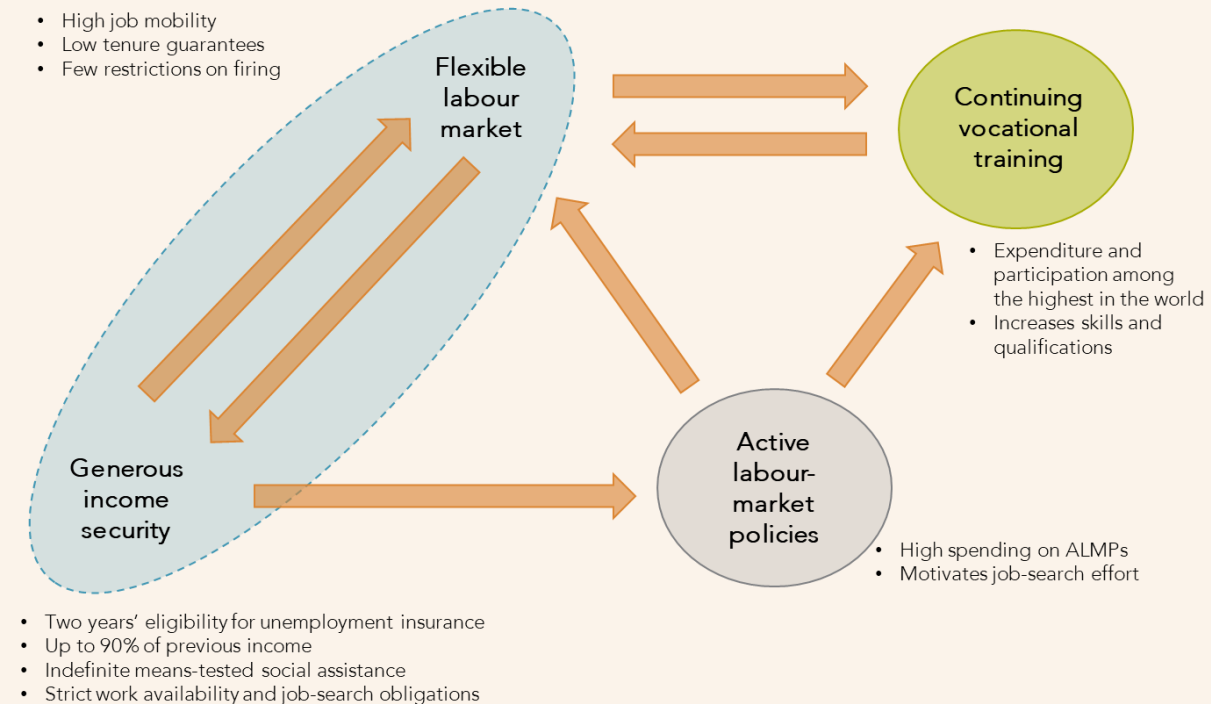 • High job mobility
• Low tenure guarantees
• Few restrictions on firing
Flexible
labour
market
Continuing
vocational
training
• Expenditure and
participation among
the highest in the world
• Increases skills and
qualifications
Generous
income
security
Active
labour-
market
policies
• High spending on ALMPs
• Motivates job-search effort
• Two years’ eligibility for unemployment insurance
• Up to 90% of previous income
• Indefinite means-tested social assistance
• Strict work availability and job-search obligations